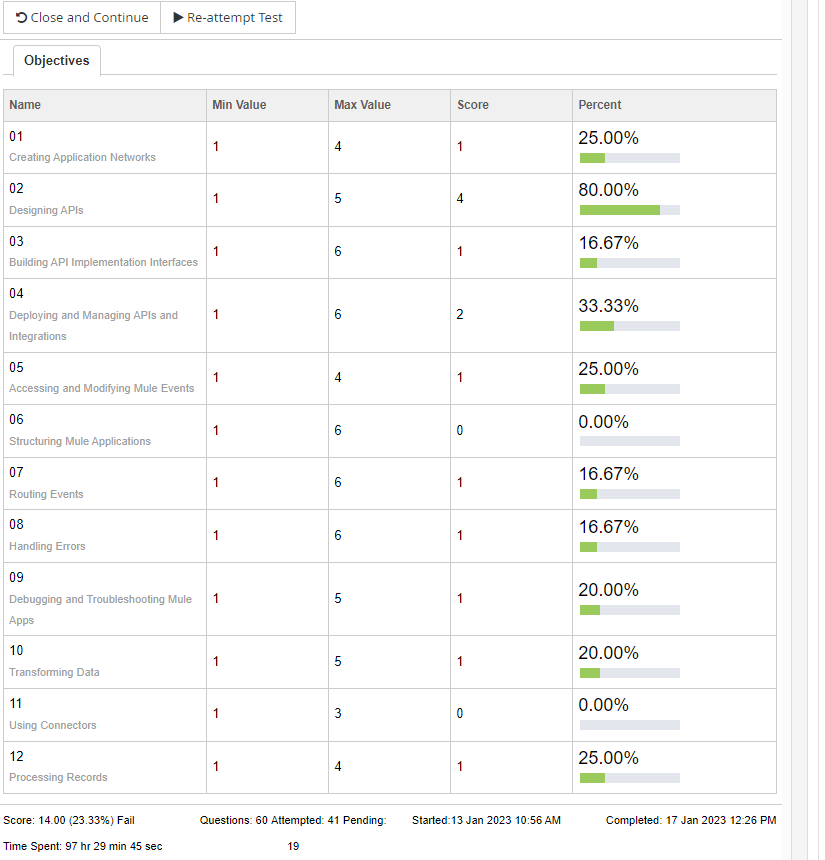 Close and Continue Re-attempt Test
Objectives
Name Min Value Max Value Score Percent
01
Creating Application Networks
1 4 1 25.00%
02
Designing APIs
1 5 4 80.00%
03
Building API Implementation Interfaces
1 6 1 16.67%
04
Deploying and Managing APIs and
Integrations
1 6 2 33.33%
05
Accessing and Modifying Mule Events
1 4 1 25.00%
06
Structuring Mule Applications
1 6 0 0.00%
07
Routing Events
1 6 1 16.67%
08
Handling Errors
1 6 1 16.67%
09
Debugging and Troubleshooting Mule
Apps
1 5 1 20.00%
10
Transforming Data
1 5 1 20.00%
11
Using Connectors
1 3 0 0.00%
12
Processing Records
1 4 1 25.00%
Score: 14.00 (23.33%) Fail Questions: 60 Attempted: 41 Pending: Started:13 Jan 2023 10:56 AM Completed: 17 Jan 2023 12:26 PM
Time Spent: 97 hr 29 min 45 sec 19